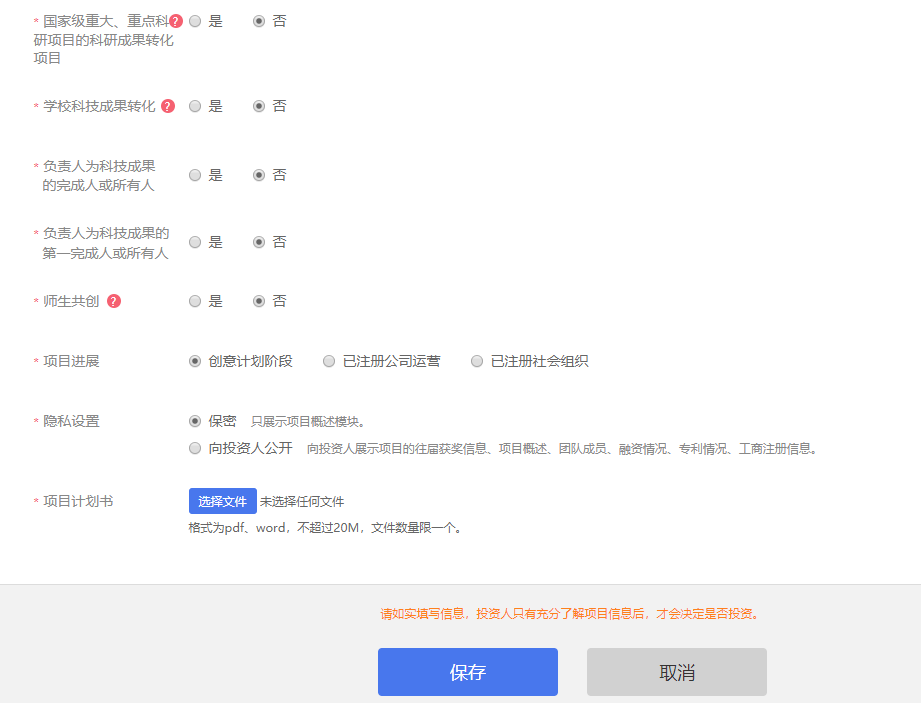 * 国家级重大、重点科 ? 是 否
研项目的科研成果转化
项目
* 学校科技成果转化 ? 是 否
* 负责人为科技成果
的完成人或所有人 是 否
* 负责人为科技成果的
第一完成人或所有人 是 否
* 师生共创 ? 是 否
* 项目进展 创意计划阶段 已注册公司运营 已注册社会组织
* 隐私设置 保密 只展示项目概述模块。
向投资人公开 向投资人展示项目的往届获奖信息、项目概述、团队成员、融资情况、专利情况、工商注册信息。
* 项目计划书 选择文件 未选择任何文件
格式为pdf、word，不超过20M，文件数量限一个。
请如实填写信息，投资人只有充分了解项目信息后，才会决定是否投资。
保存 取消